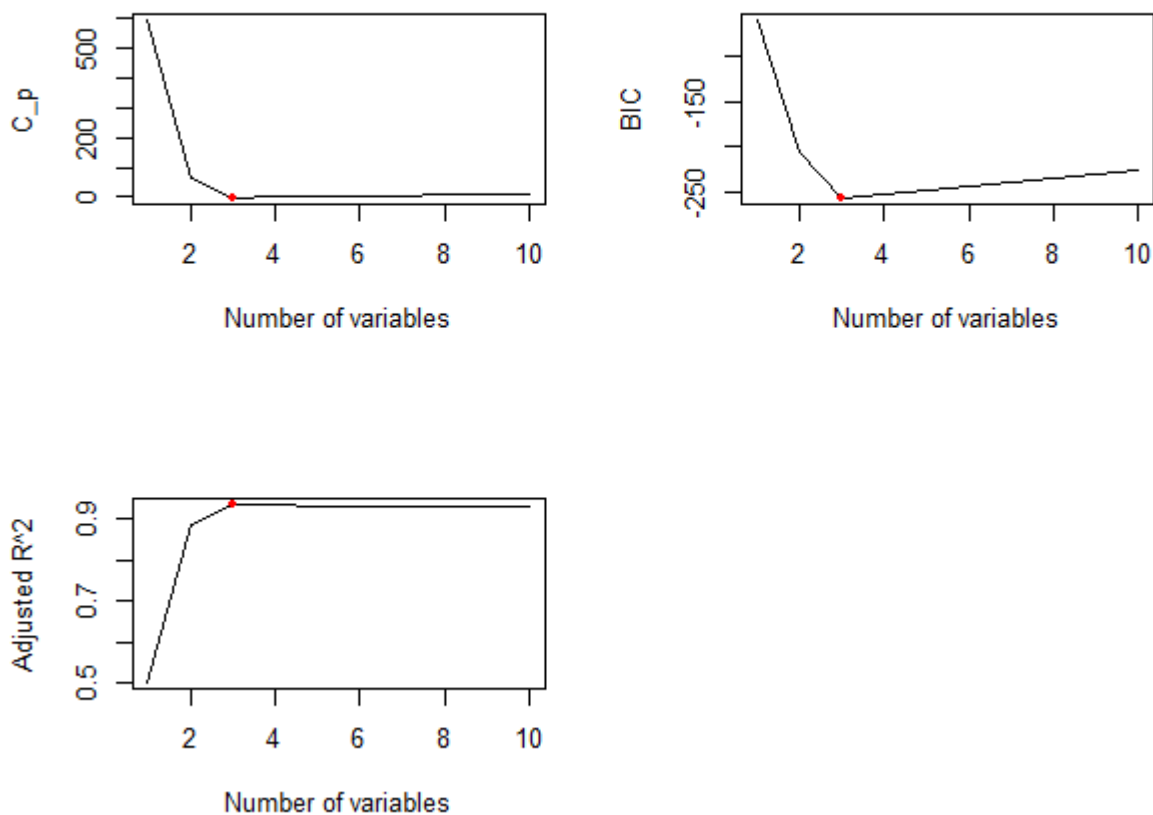 C_p
500
200
0
2 4 6 8 10
Number of variables
BIC
-150
-250
2 4 6 8 10
Number of variables
Adjusted R^2
0.9
0.7
0.5
2 4 6 8 10
Number of variables